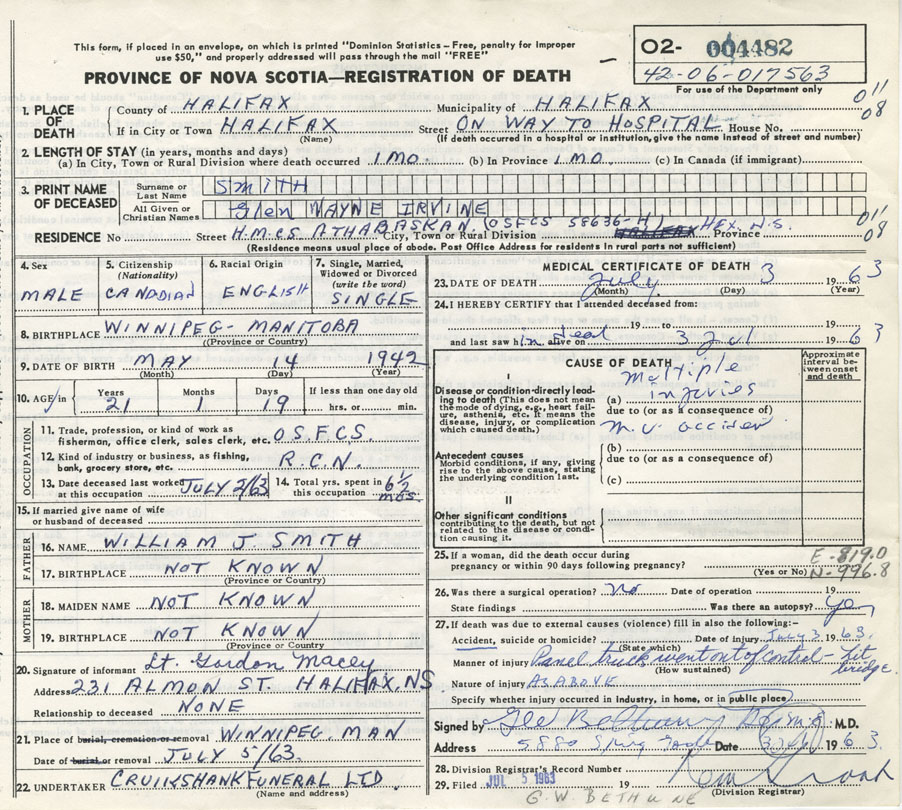 This form, if placed in an envelope, on which is printed "Dominion Statistics – Free, penalty for improper
use $50," and properly addressed will pass through the mail "FREE"
PROVINCE OF NOVA SCOTIA—REGISTRATION OF DEATH
O2- 004482
42-06-017563
For use of the Department only
1. PLACE OF DEATH
County of HALIFAX Municipality of HALIFAX 011
If in City or Town HALIFAX Street ON WAY TO HOSPITAL House No. 08
(Name) (If death occurred in a hospital or institution, give the name instead of street and number)
2. LENGTH OF STAY (in years, months and days)
(a) In City, Town or Rural Division where death occurred 1 MO. (b) In Province 1 MO. (c) In Canada (if immigrant)
3. PRINT NAME OF DECEASED
Surname or Last Name SMITH
All Given or Christian Names Glen WAYNE IRVINE
RESIDENCE No Street H.M.C.S ATHABASKAN. (OSFCS 58636-H) City, Town or Rural Division HALIFAX HFX, N.S. Province 011 08
(Residence means usual place of abode. Post Office Address for residents in rural parts not sufficient)
4. Sex MALE
5. Citizenship (Nationality) CANADIAN
6. Racial Origin ENGLISH
7. Single, Married, Widowed or Divorced (write the word) SINGLE
8. BIRTHPLACE WINNIPEG - MANITOBA
(Province or Country)
9. DATE OF BIRTH MAY 14 1942
(Month) (Day) (Year)
10. AGE in Years 21 Months 1 Days 19 If less than one day old hrs. or min.
OCCUPATION
11. Trade, profession, or kind of work as fisherman, office clerk, sales clerk, etc. O.S.F.C.S.
12. Kind of industry or business, as fishing, bank, grocery store, etc. R.C.N.
13. Date deceased last worked at this occupation JULY 2/63
14. Total yrs. spent in this occupation 6½ mos
15. If married give name of wife or husband of deceased
FATHER
16. NAME WILLIAM J SMITH
17. BIRTHPLACE NOT KNOWN
(Province or Country)
MOTHER
18. MAIDEN NAME NOT KNOWN
19. BIRTHPLACE NOT KNOWN
(Province or Country)
20. Signature of informant Lt. Gordon Macey
Address 231 ALMON ST. HALIFAX, NS
Relationship to deceased NONE
21. Place of burial, cremation or removal WINNIPEG. MAN
Date of burial or removal JULY 5/63
22. UNDERTAKER CRUIKSHANK FUNERAL LTD.
(Name and address)
MEDICAL CERTIFICATE OF DEATH
23. DATE OF DEATH July 3 1963
(Month) (Day) (Year)
24. I HEREBY CERTIFY that I attended deceased from:
19 to 19
and last saw h im dead alive on 3 Jul 1963
CAUSE OF DEATH
Approximate interval between onset and death
I
Disease or condition directly leading to death (This does not mean the mode of dying, e.g., heart failure, asthenia, etc. It means the disease, injury, or complication which caused death.)
(a) Multiple injuries
due to (or as a consequence of)
M.V. accident
Antecedent causes
Morbid conditions, if any, giving rise to the above cause, stating the underlying condition last.
(b)
due to (or as a consequence of)
(c)
II
Other significant conditions
contributing to the death, but not related to the disease or condition causing it.
25. If a woman, did the death occur during pregnancy or within 90 days following pregnancy? (Yes or No)
E-819.0
N-996.8
26. Was there a surgical operation? No Date of operation 19
State findings Was there an autopsy? Yes
27. If death was due to external causes (violence) fill in also the following:-
Accident, suicide or homicide? Date of injury July 3 1963.
(State which)
Manner of injury Panel truck went out of control - hit bridge
(How sustained)
Nature of injury AS ABOVE
Specify whether injury occurred in industry, in home, or in public place
Signed by M.D.
Address 5880 Spring Date 1963.
28. Division Registrar's Record Number
29. Filed JUL 5 1963 19
(Division Registrar)
G.W. BETHUNE